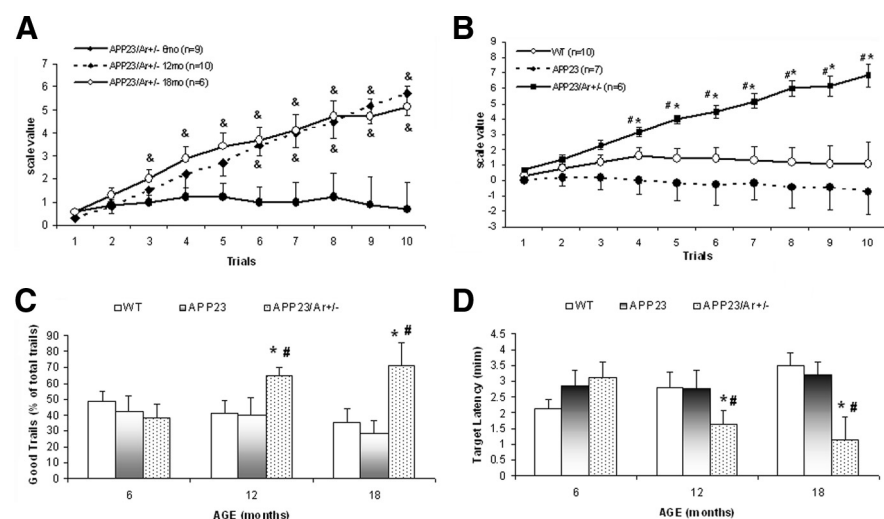 A
APP23/Ar+/- 6mo (n=9)
APP23/Ar+/- 12mo (n=10)
APP23/Ar+/- 18mo (n=6)
scale value
7
6
5
4
3
2
1
0
& & & & & & & &
& & & & &
1 2 3 4 5 6 7 8 9 10
Trials
B
WT (n=10)
APP23 (n=7)
APP23/Ar+/- (n=6)
scale value
9
8
7
6
5
4
3
2
1
0
-1
-2
-3
#* #* #* #* #* #* #*
1 2 3 4 5 6 7 8 9 10
Trials
C
WT APP23 APP23/Ar+/-
Good Trails (% of total trails)
90
80
70
60
50
40
30
20
10
0
* # * #
6 12 18
AGE (months)
D
WT APP23 APP23/Ar+/-
Target Latency (mim)
4
3.5
3
2.5
2
1.5
1
0.5
0
*# *#
6 12 18
AGE (months)